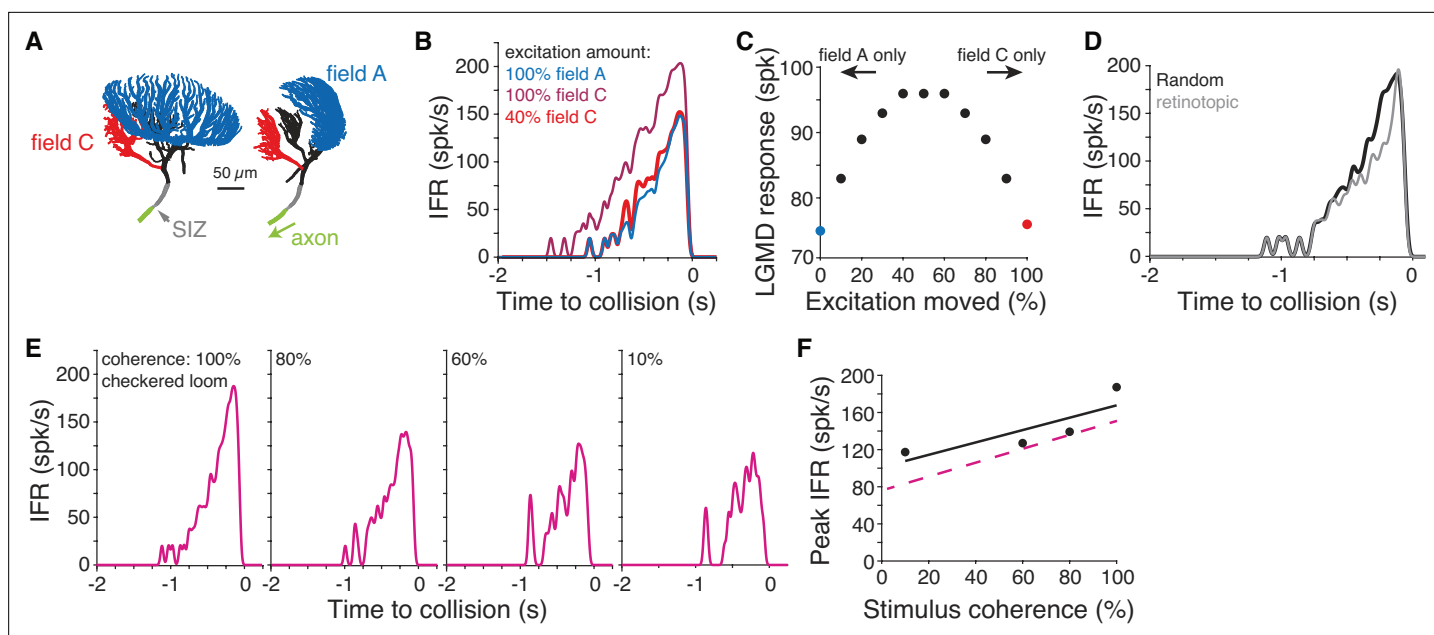 A
field A
field C
50 µm
SIZ
axon
B
excitation amount:
100% field A
100% field C
40% field C
IFR (spk/s)
200
150
100
50
0
-2
-1
0
Time to collision (s)
C
field A only
field C only
LGMD response (spk)
100
90
80
70
0
20
40
60
80
100
Excitation moved (%)
D
Random
retinotopic
IFR (spk/s)
200
150
100
50
0
-2
-1
0
Time to collision (s)
E
coherence: 100%
checkered loom
80%
60%
10%
IFR (spk/s)
200
150
100
50
0
-2
-1
0
-2
-1
0
-2
-1
0
-2
-1
0
Time to collision (s)
F
Peak IFR (spk/s)
200
160
120
80
40
0
0
20
40
60
80
100
Stimulus coherence (%)